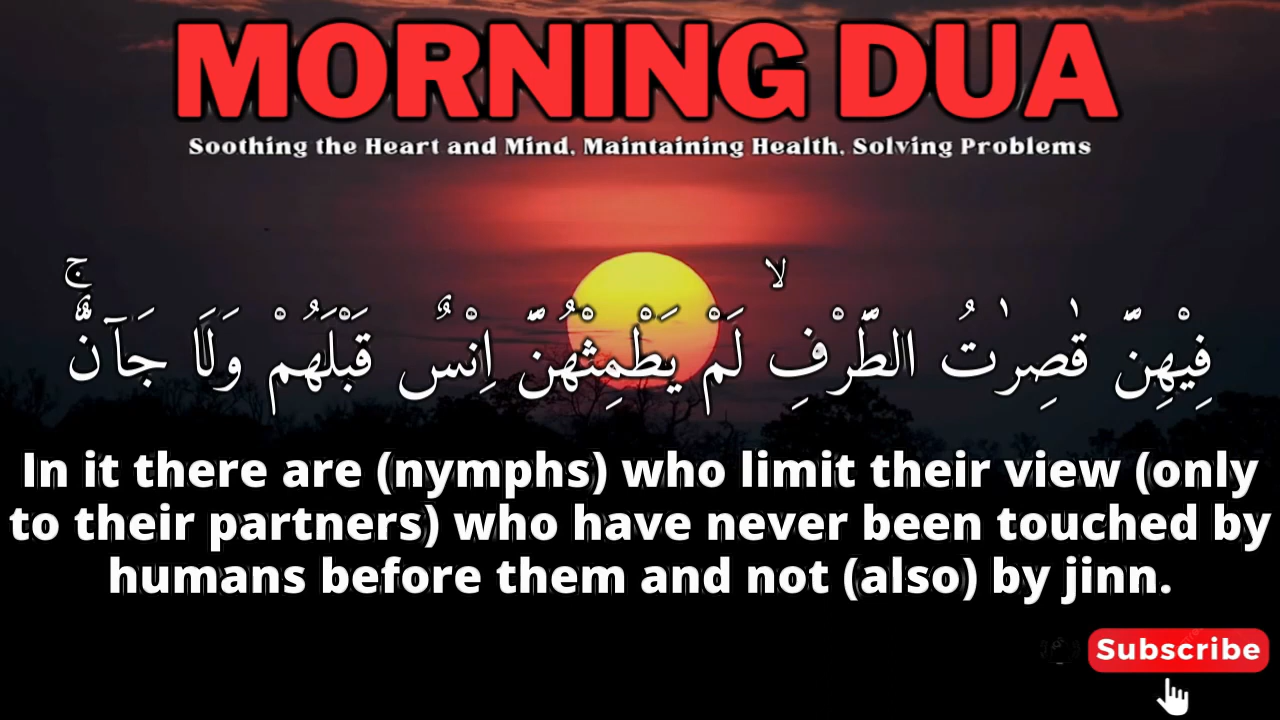 MORNING DUA
Soothing the Heart and Mind, Maintaining Health, Solving Problems
فِيْهِنَّ قٰصِرٰتُ الطَّرْفِۙ لَمْ يَطْمِثْهُنَّ اِنْسٌ قَبْلَهُمْ وَلَا جَاۤنٌّۚ
In it there are (nymphs) who limit their view (only
to their partners) who have never been touched by
humans before them and not (also) by jinn.
Subscribe